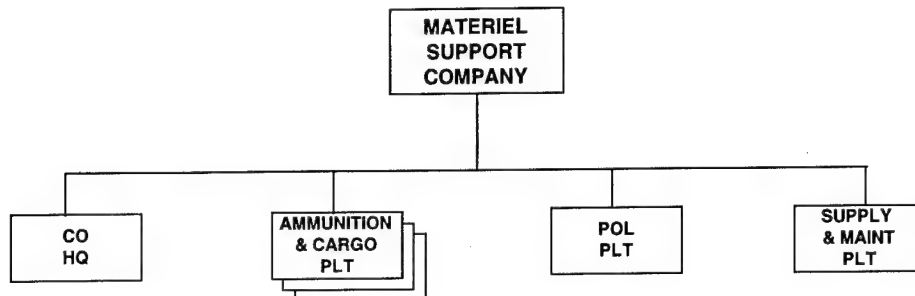 MATERIEL
SUPPORT
COMPANY
CO
HQ
AMMUNITION
& CARGO
PLT
POL
PLT
SUPPLY
& MAINT
PLT